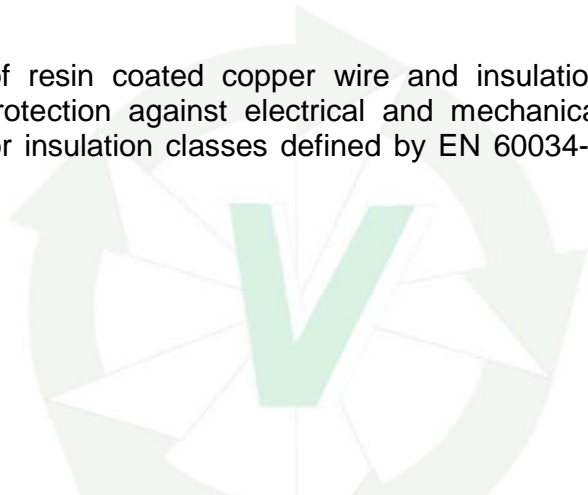 of resin coated copper wire and insulatio
rotection against electrical and mechanica
or insulation classes defined by EN 60034-
V